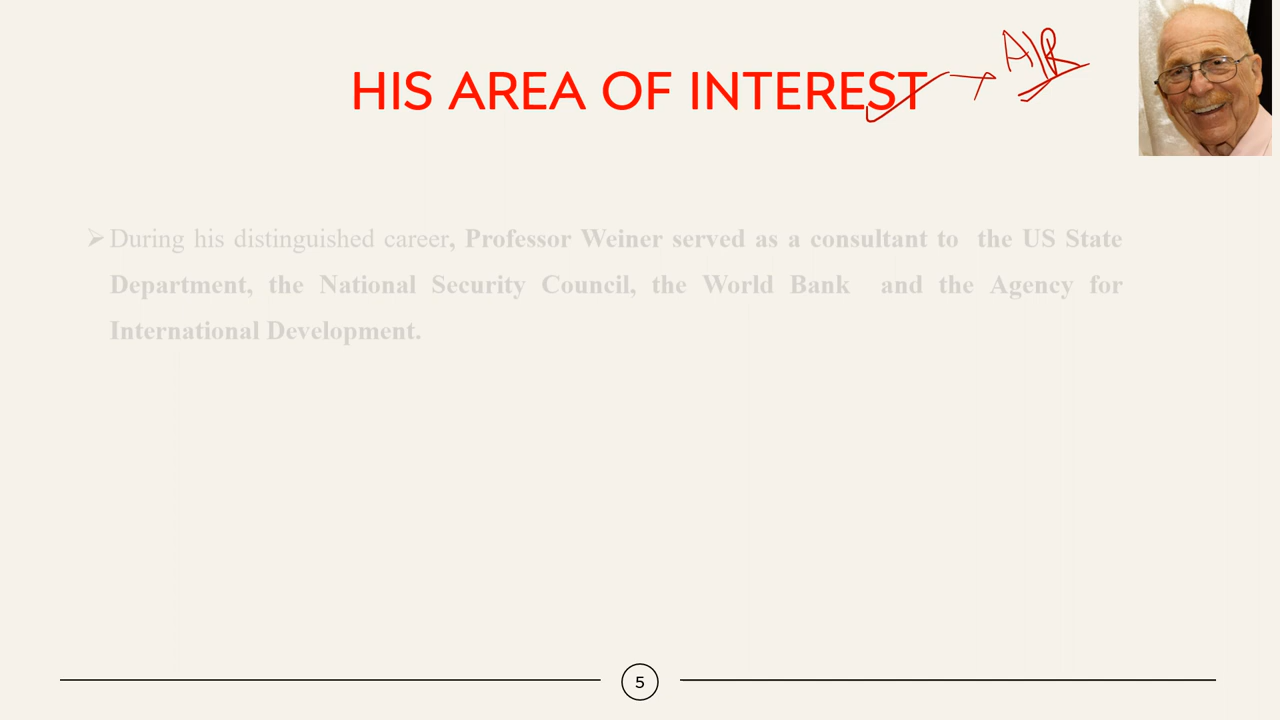 HIS AREA OF INTEREST
➢ During his distinguished career, Professor Weiner served as a consultant to the US State
Department, the National Security Council, the World Bank and the Agency for
International Development.
5